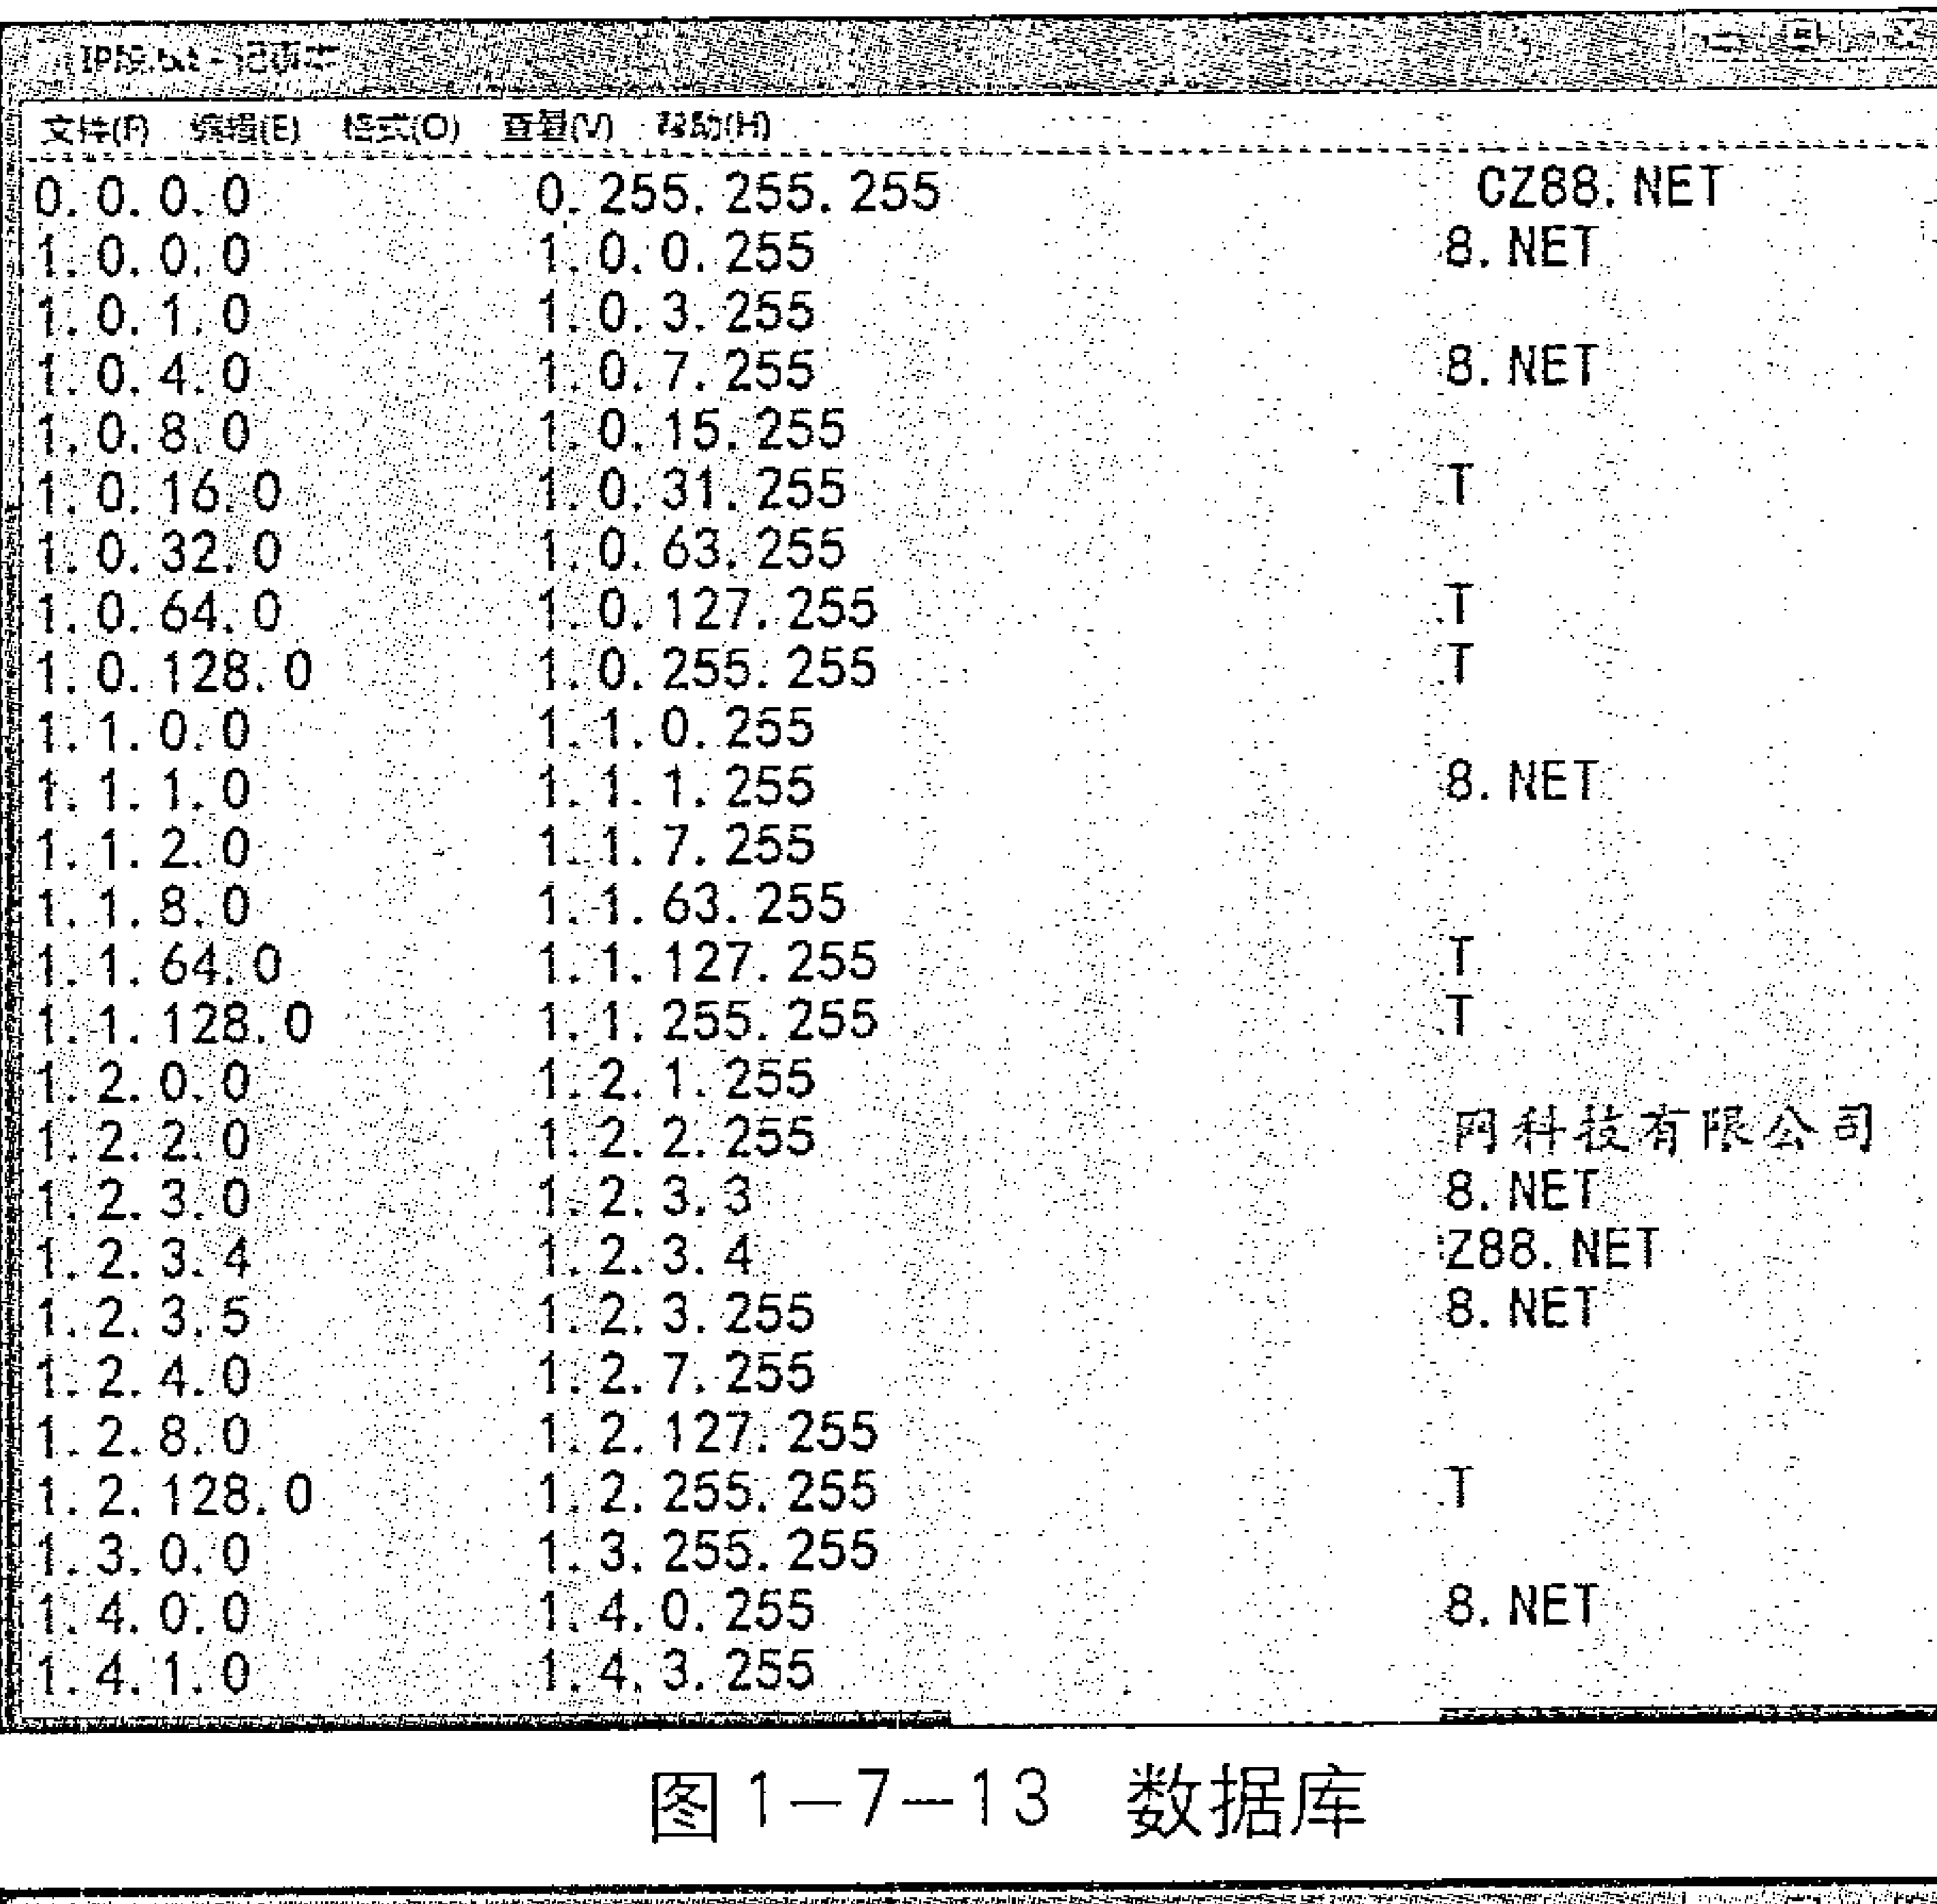 IP段.txt - 记事本
文件(F) 编辑(E) 格式(O) 查看(V) 帮助(H)
0.0.0.0 0.255.255.255 CZ88.NET
1.0.0.0 1.0.0.255 8.NET
1.0.1.0 1.0.3.255
1.0.4.0 1.0.7.255 8.NET
1.0.8.0 1.0.15.255
1.0.16.0 1.0.31.255 T
1.0.32.0 1.0.63.255
1.0.64.0 1.0.127.255 T
1.0.128.0 1.0.255.255 T
1.1.0.0 1.1.0.255
1.1.1.0 1.1.1.255 8.NET
1.1.2.0 1.1.7.255
1.1.8.0 1.1.63.255
1.1.64.0 1.1.127.255 T
1.1.128.0 1.1.255.255 T
1.2.0.0 1.2.1.255
1.2.2.0 1.2.2.255 网科技有限公司
1.2.3.0 1.2.3.3 8.NET
1.2.3.4 1.2.3.4 Z88.NET
1.2.3.5 1.2.3.255 8.NET
1.2.4.0 1.2.7.255
1.2.8.0 1.2.127.255
1.2.128.0 1.2.255.255 T
1.3.0.0 1.3.255.255
1.4.0.0 1.4.0.255 8.NET
1.4.1.0 1.4.3.255
图1-7-13 数据库